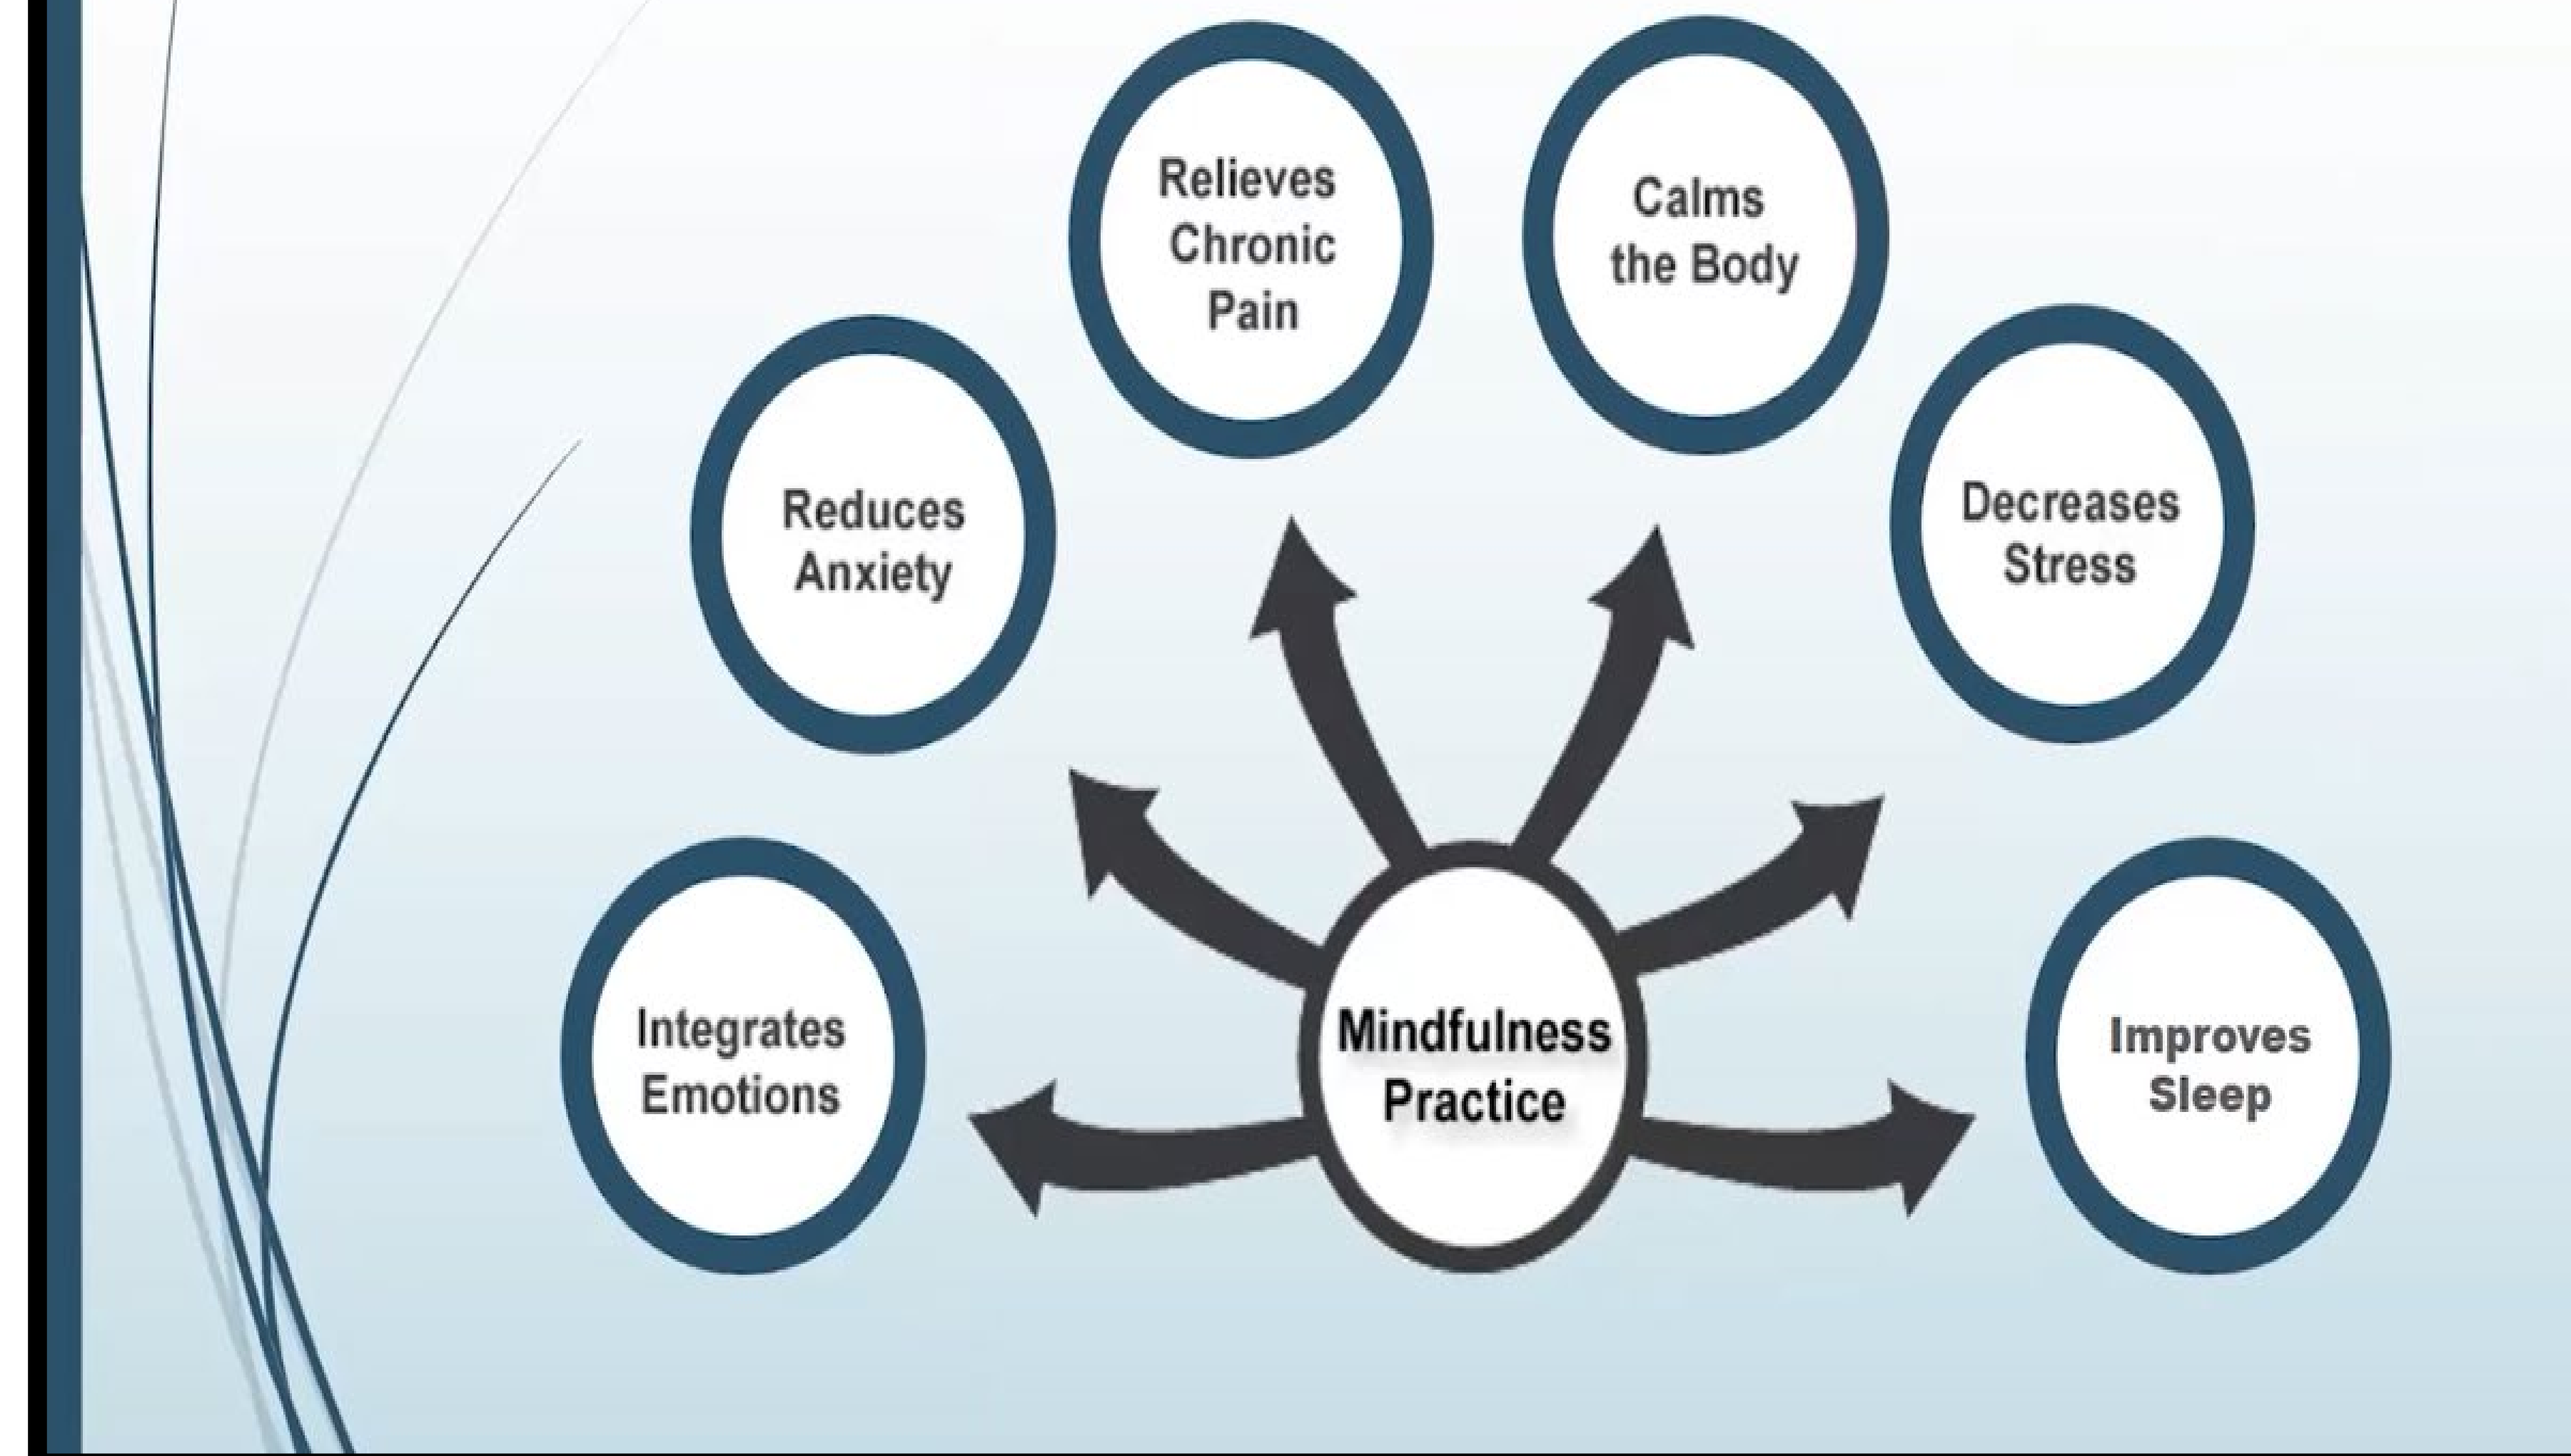 Relieves
Chronic
Pain
Calms
the Body
Reduces
Anxiety
Decreases
Stress
Integrates
Emotions
Mindfulness
Practice
Improves
Sleep